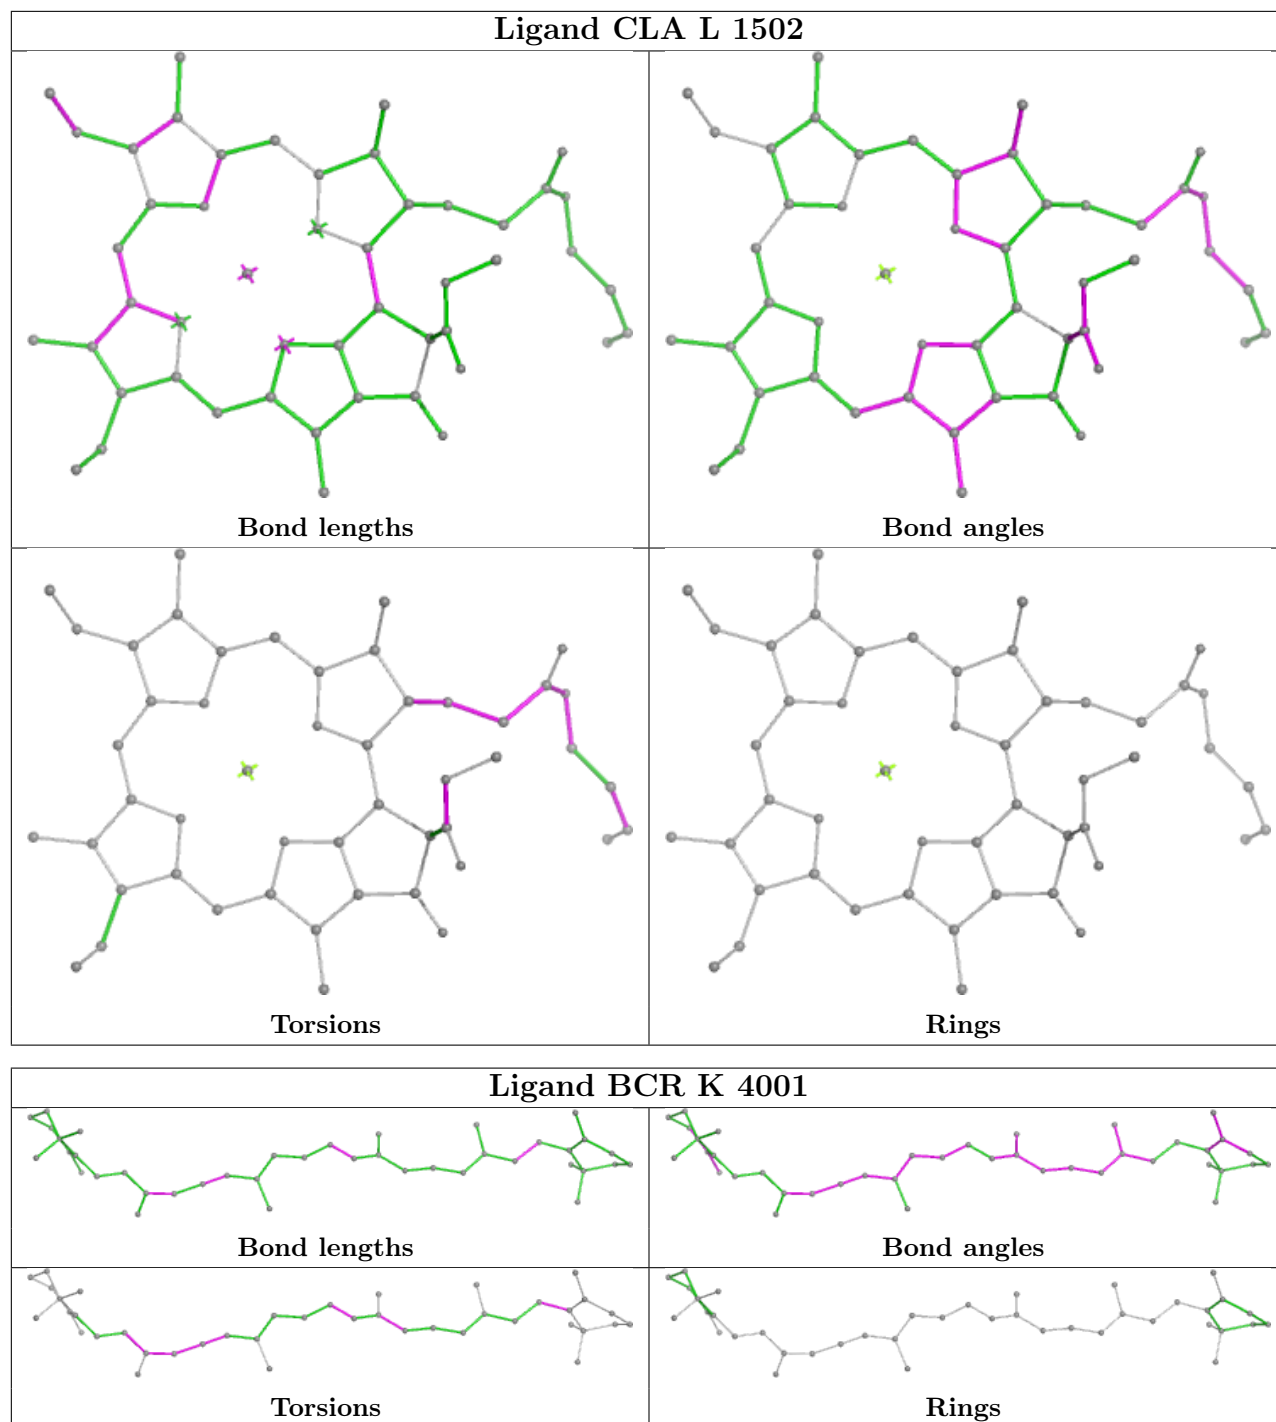 Ligand CLA L 1502
Bond lengths
Bond angles
Torsions
Rings
Ligand BCR K 4001
Bond lengths
Bond angles
Torsions
Rings